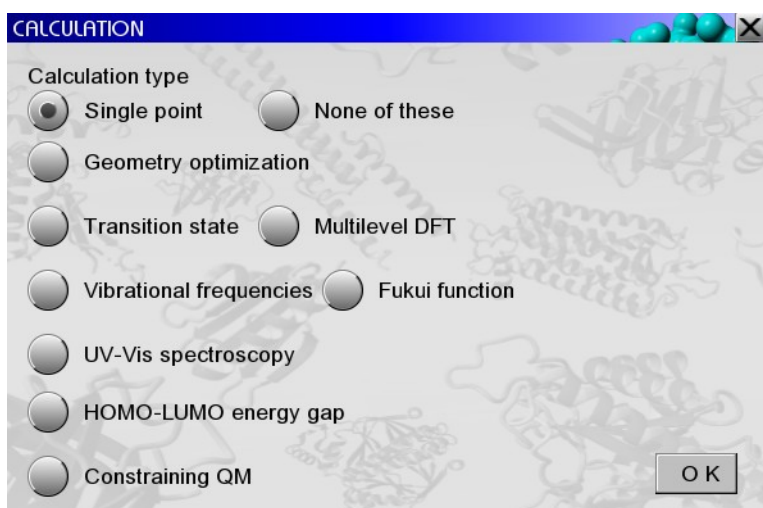 CALCULATION
Calculation type
Single point None of these
Geometry optimization
Transition state Multilevel DFT
Vibrational frequencies Fukui function
UV-Vis spectroscopy
HOMO-LUMO energy gap
Constraining QM
O K